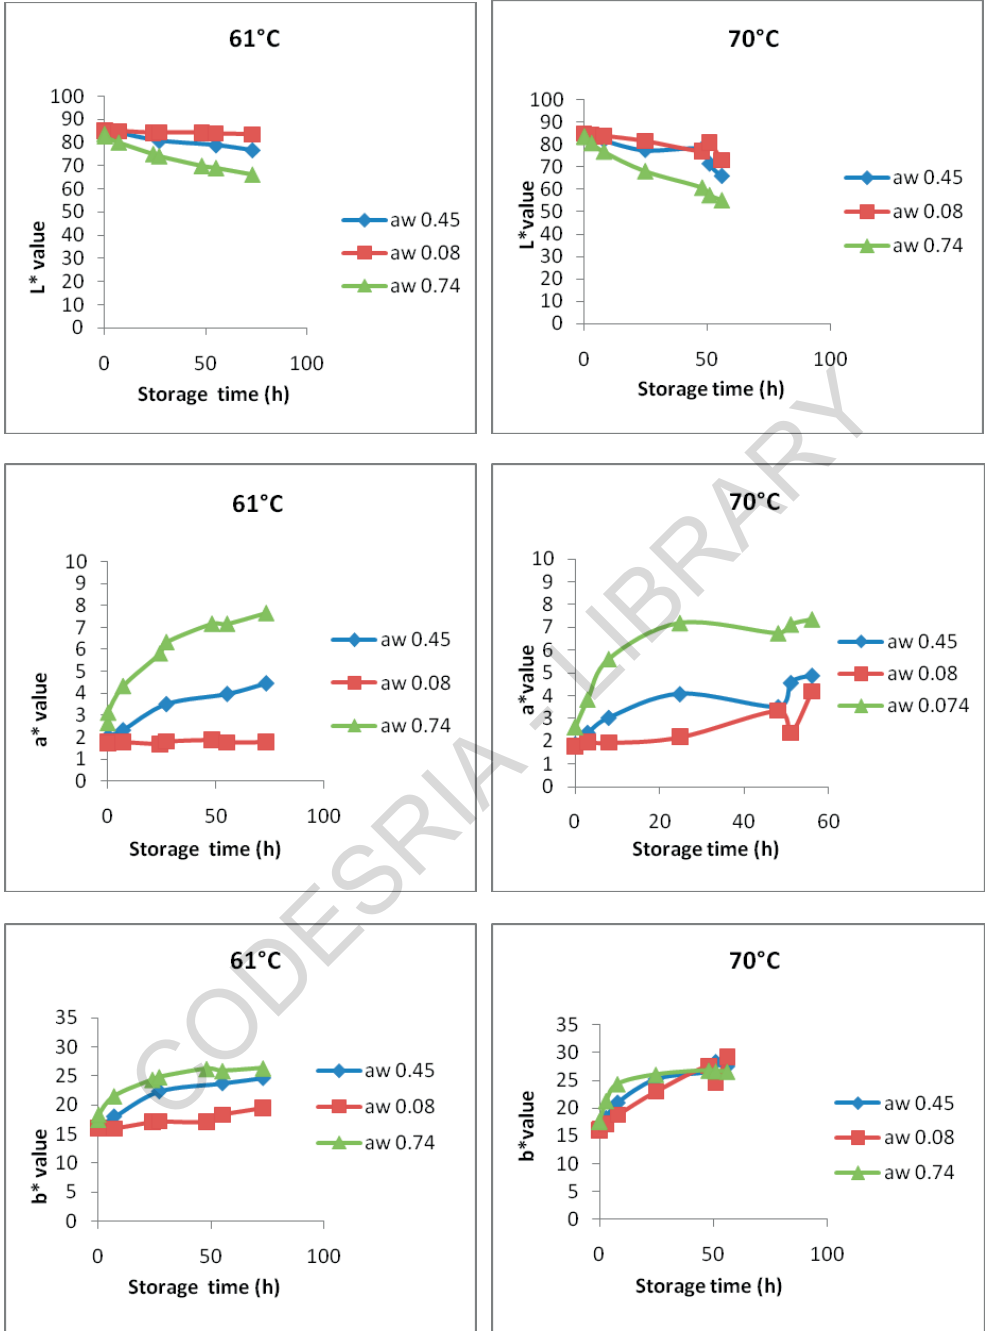 61°C
100
90
80
70
60
50
40
30
20
10
0
L* value
0 50 100
Storage time (h)
aw 0.45
aw 0.08
aw 0.74
70°C
100
90
80
70
60
50
40
30
20
10
0
L*value
0 50 100
Storage time (h)
aw 0.45
aw 0.08
aw 0.74
61°C
10
9
8
7
6
5
4
3
2
1
0
a* value
0 50 100
Storage time (h)
aw 0.45
aw 0.08
aw 0.74
70°C
10
9
8
7
6
5
4
3
2
1
0
a*value
0 20 40 60
Storage time (h)
aw 0.45
aw 0.08
aw 0.074
61°C
35
30
25
20
15
10
5
0
b* value
0 50 100
Storage time (h)
aw 0.45
aw 0.08
aw 0.74
70°C
35
30
25
20
15
10
5
0
b*value
0 50 100
Storage time (h)
aw 0.45
aw 0.08
aw 0.74
CODESRIA - LIBRARY